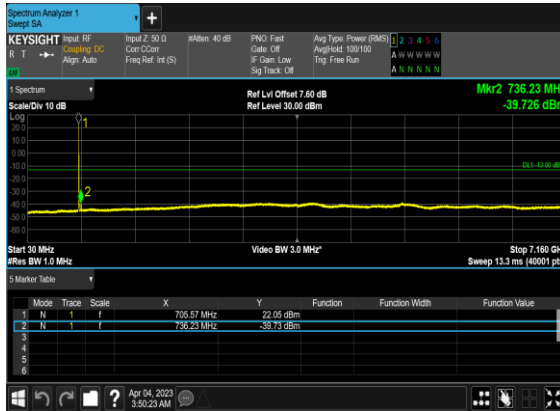 Spectrum Analyzer 1
Swept SA
+
KEYSIGHT Input: RF Input Z: 50 Ω #Atten: 40 dB PNO: Fast Avg Type: Power (RMS) 1 2 3 4 5 6
R T Coupling: DC Corr CCorr Gate: Off Avg|Hold: 100/100
Align: Auto Freq Ref: Int (S) IF Gain: Low Trig: Free Run A W W W W W
Sig Track: Off A N N N N N
1 Spectrum Ref Lvl Offset 7.60 dB Mkr2 736.23 MH
Scale/Div 10 dB Ref Level 30.00 dBm -39.726 dB
Log
1
20.0
10.0
0.00
-10.0
DL1 -13.00 dB
-20.0
-30.0
2
-40.0
-50.0
-60.0
Start 30 MHz Video BW 3.0 MHz* Stop 7.160 GH
#Res BW 1.0 MHz Sweep 13.3 ms (40001 pt
5 Marker Table
Mode Trace Scale X Y Function Function Width Function Value
1 N 1 f 705.57 MHz 22.05 dBm
2 N 1 f 736.23 MHz -39.73 dBm
3
4
5
6
? Apr 04, 2023
3:50:23 AM